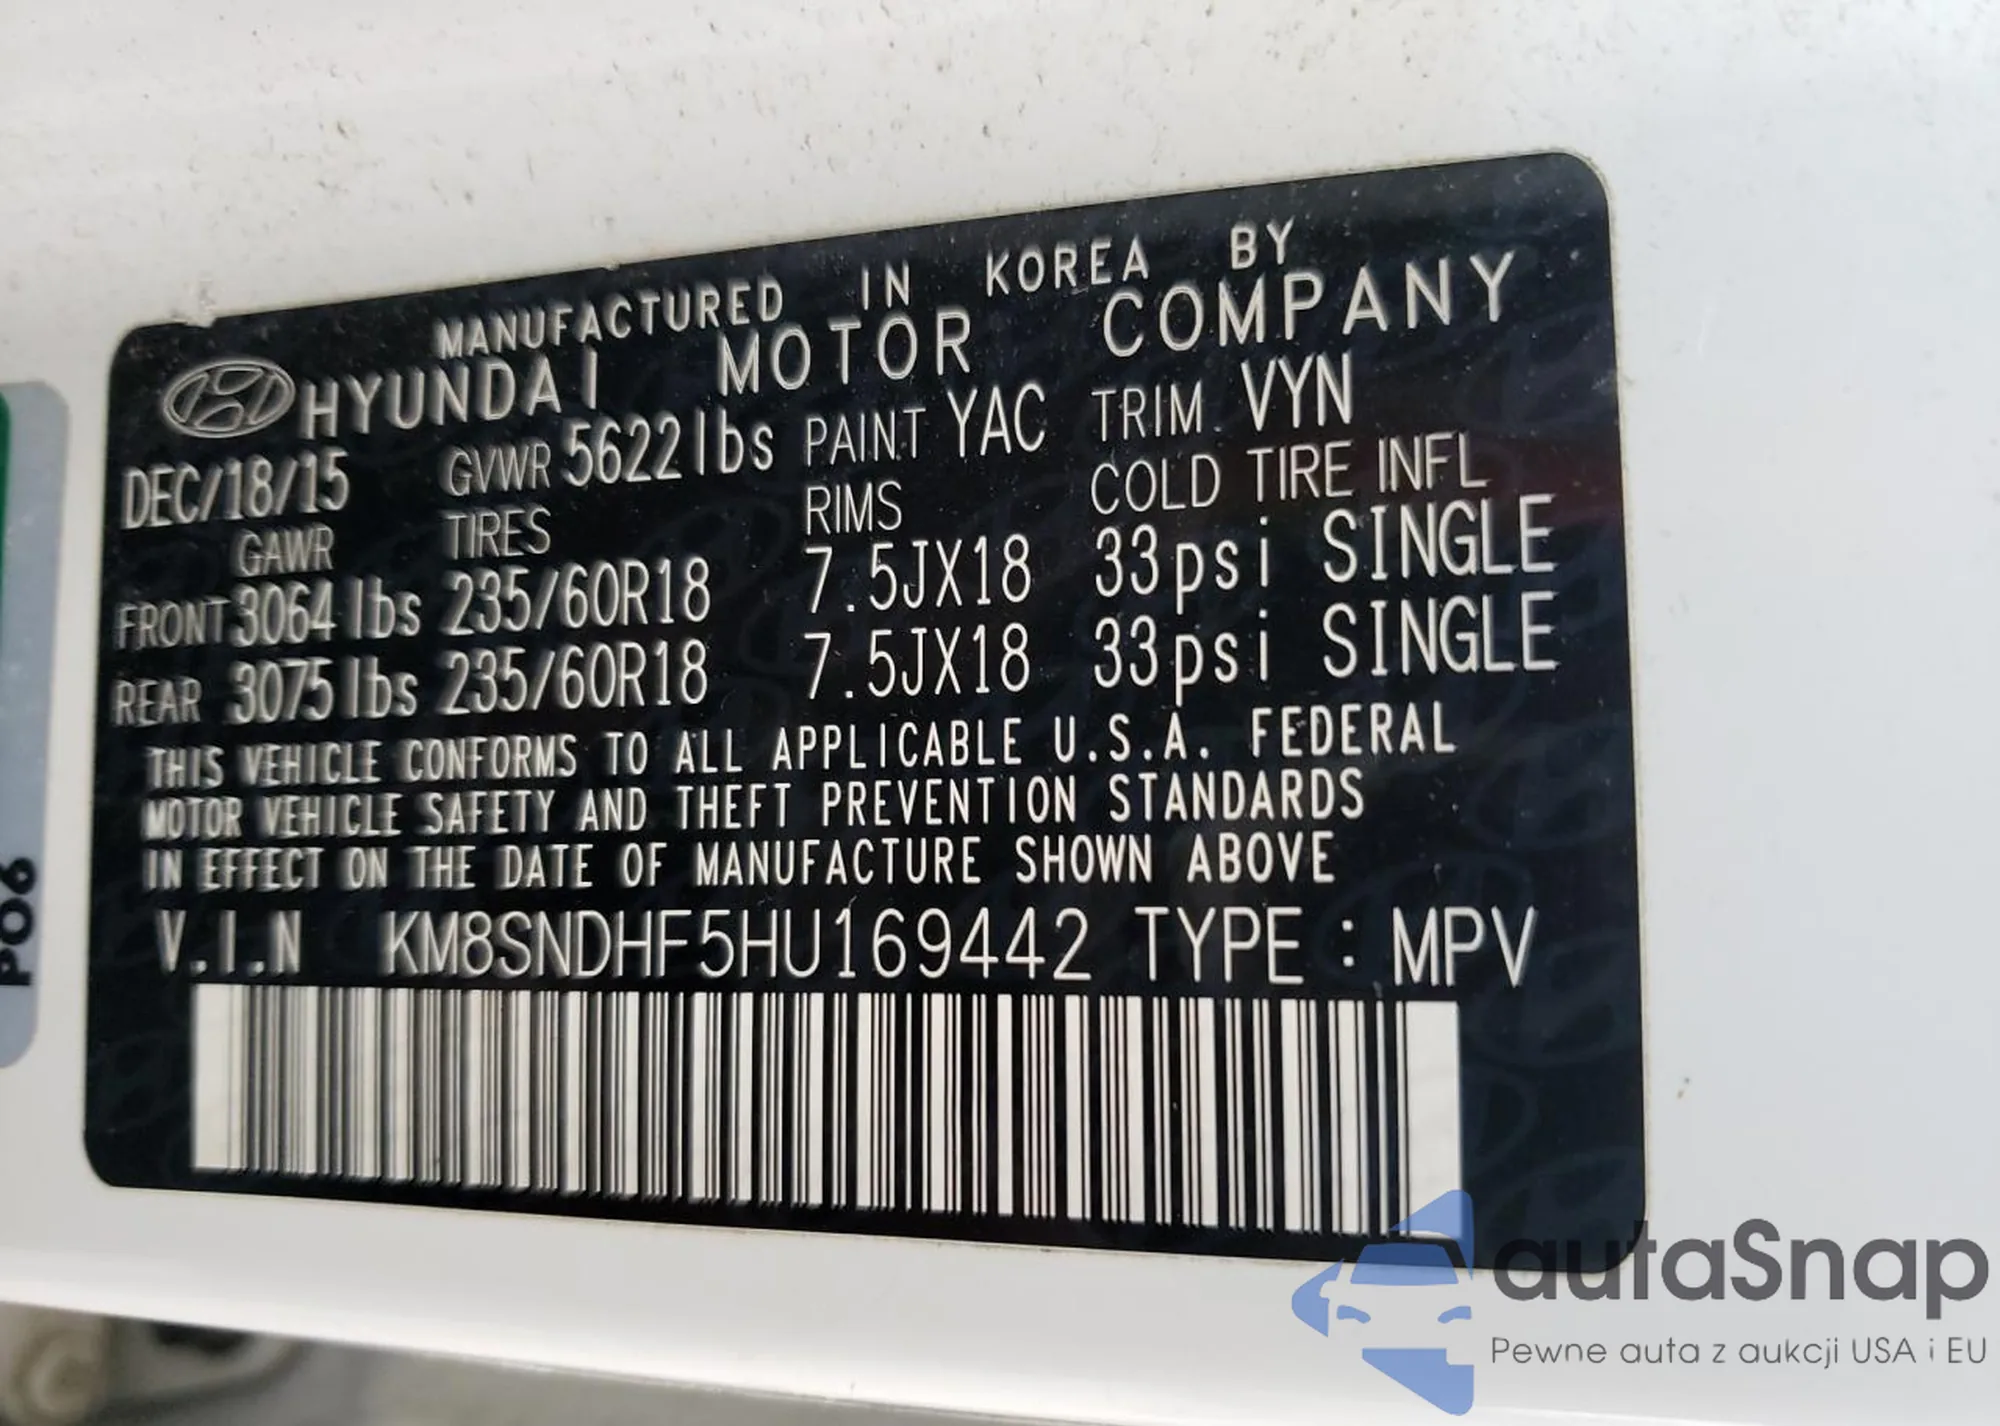 MANUFACTURED IN KOREA BY
HYUNDAI MOTOR COMPANY
DEC/18/15 GVWR 5622lbs PAINT YAC TRIM VYN
GAWR TIRES RIMS COLD TIRE INFL
FRONT 3064lbs 235/60R18 7.5JX18 33psi SINGLE
REAR 3075lbs 235/60R18 7.5JX18 33psi SINGLE
THIS VEHICLE CONFORMS TO ALL APPLICABLE U.S.A. FEDERAL
MOTOR VEHICLE SAFETY AND THEFT PREVENTION STANDARDS
IN EFFECT ON THE DATE OF MANUFACTURE SHOWN ABOVE
V.I.N KM8SNDHF5HU169442 TYPE : MPV
P06
autaSnap
Pewne auta z aukcji USA i EU